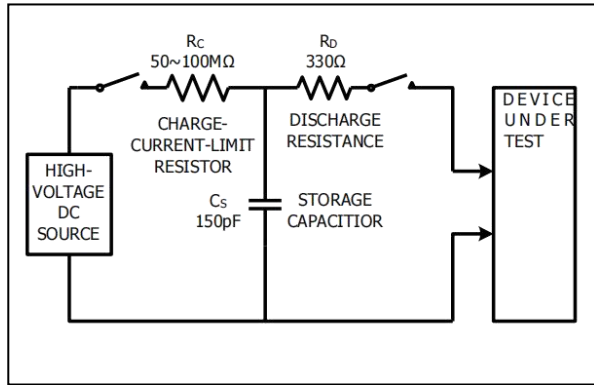 RC
50~100MΩ
CHARGE-
CURRENT-LIMIT
RESISTOR
RD
330Ω
DISCHARGE
RESISTANCE
DEVICE
UNDER
TEST
HIGH-
VOLTAGE
DC
SOURCE
CS
150pF
STORAGE
CAPACITIOR